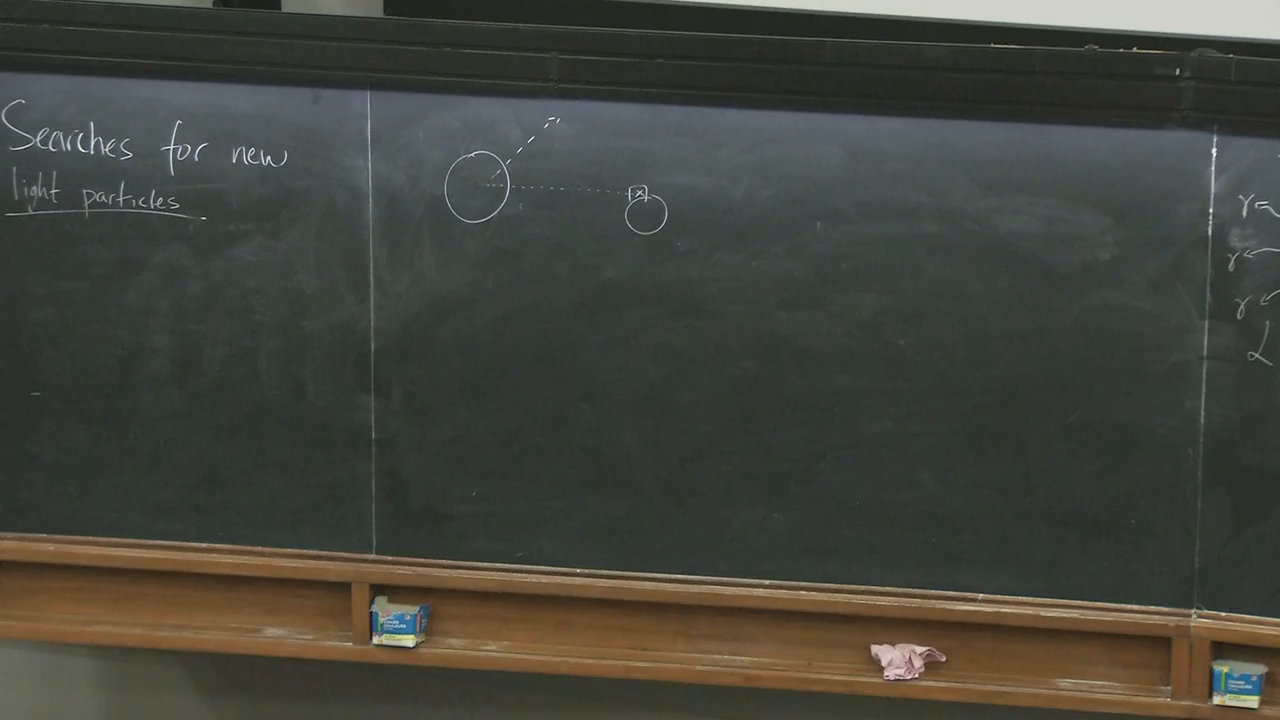 Searches for new
light particles
x
γ
γ
γ
L